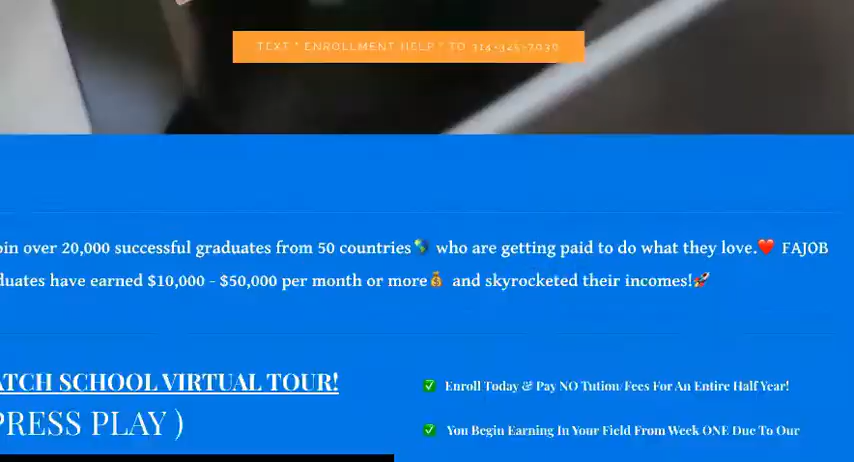 TEXT " ENROLLMENT HELP " TO 314-325-7030
oin over 20,000 successful graduates from 50 countries🌎 who are getting paid to do what they love.❤️ FAJOB
duates have earned $10,000 - $50,000 per month or more💰 and skyrocketed their incomes!🚀
ATCH SCHOOL VIRTUAL TOUR!
PRESS PLAY )
✅ Enroll Today & Pay NO Tution/Fees For An Entire Half Year!
✅ You Begin Earning In Your Field From Week ONE Due To Our